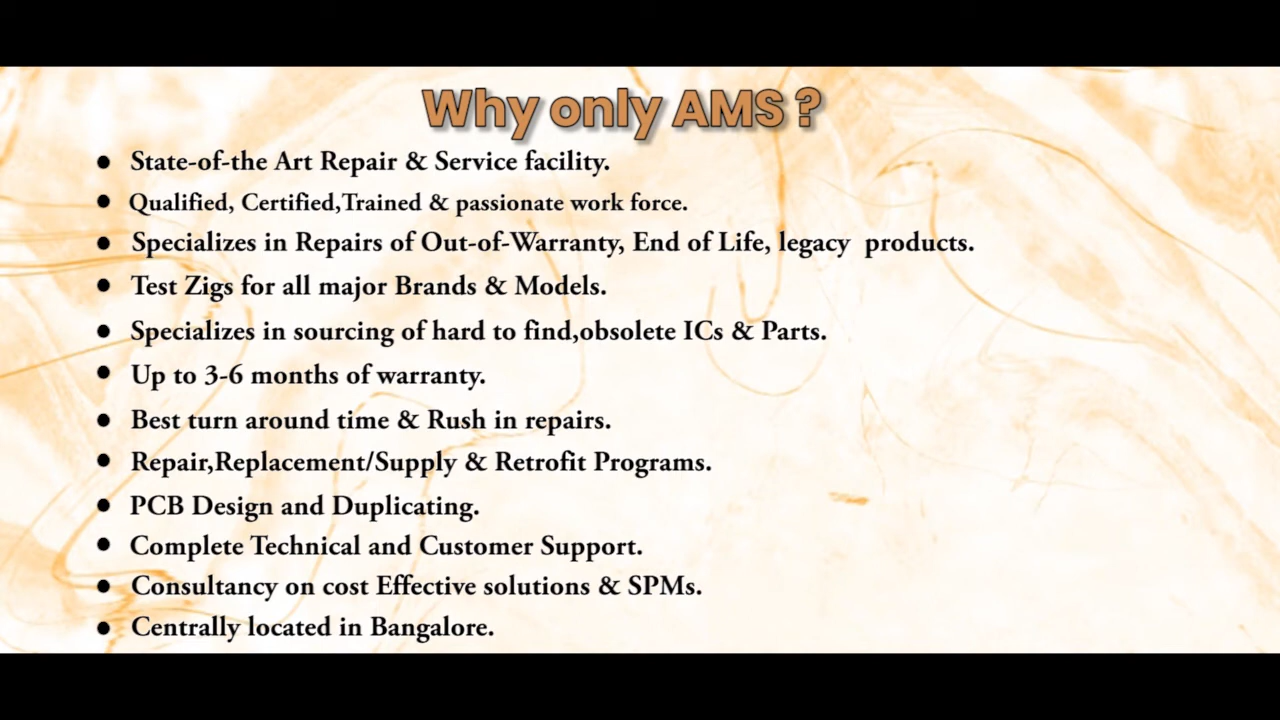 Why only AMS ?
● State-of-the Art Repair & Service facility.
● Qualified, Certified,Trained & passionate work force.
● Specializes in Repairs of Out-of-Warranty, End of Life, legacy  products.
● Test Zigs for all major Brands & Models.
● Specializes in sourcing of hard to find,obsolete ICs & Parts.
● Up to 3-6 months of warranty.
● Best turn around time & Rush in repairs.
● Repair,Replacement/Supply & Retrofit Programs.
● PCB Design and Duplicating.
● Complete Technical and Customer Support.
● Consultancy on cost Effective solutions & SPMs.
● Centrally located in Bangalore.